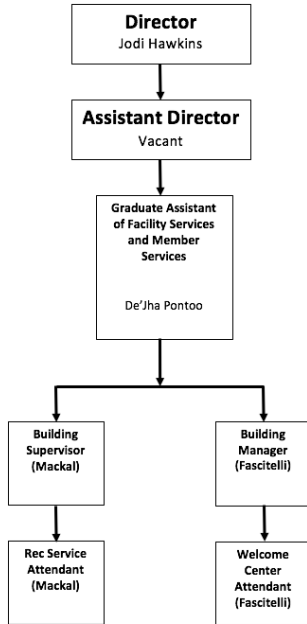 Director
Jodi Hawkins
Assistant Director
Vacant
Graduate Assistant
of Facility Services
and Member
Services
De'Jha Pontoo
Building
Supervisor
(Mackal)
Building
Manager
(Fascitelli)
Rec Service
Attendant
(Mackal)
Welcome
Center
Attendant
(Fascitelli)